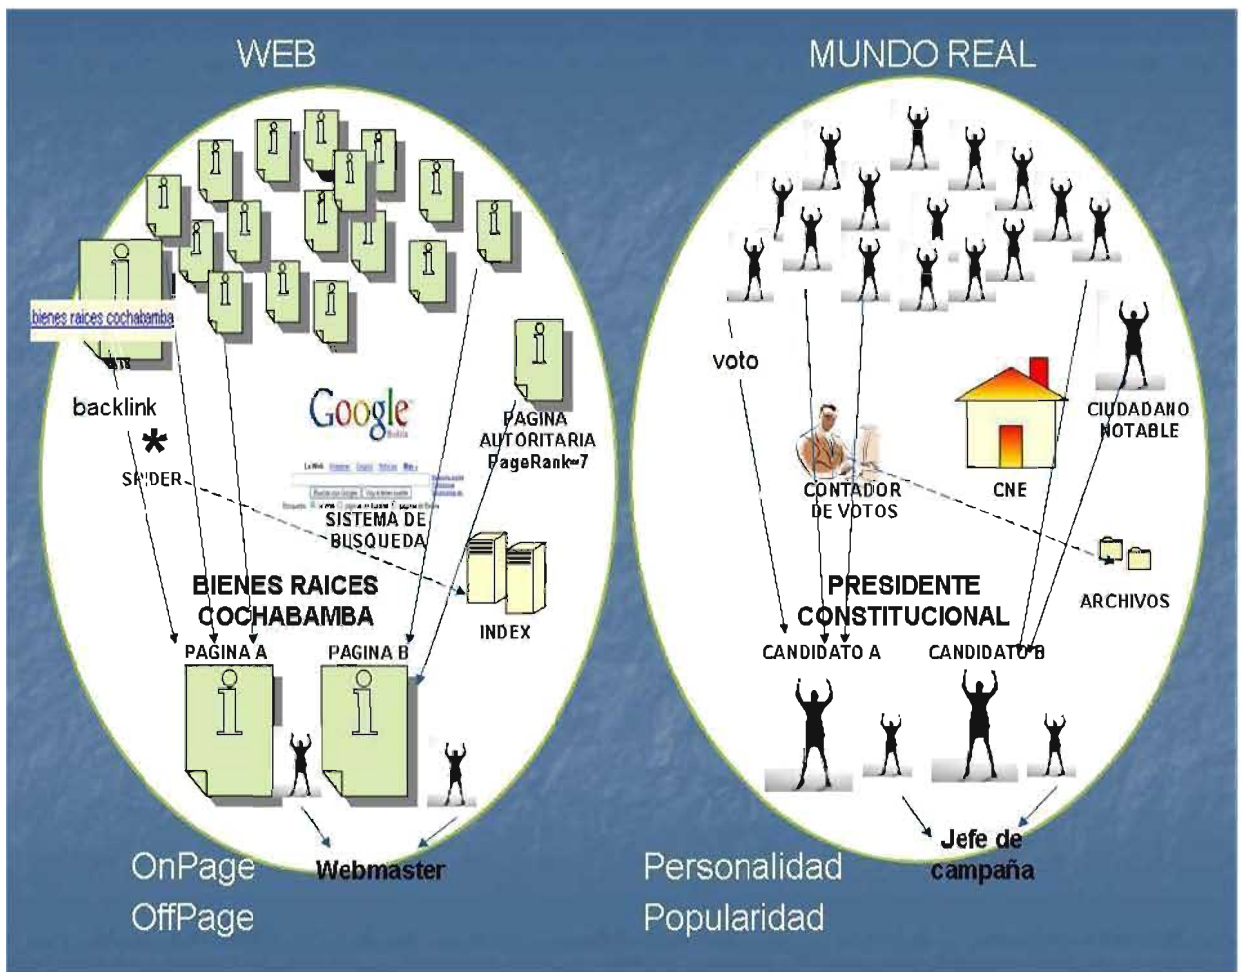 WEB
bienes raices cochabamba
backlink
*
SPIDER
Google
PAGINA
AUTORITARIA
PageRank=7
SISTEMA DE
BUSQUEDA
INDEX
BIENES RAICES
COCHABAMBA
PAGINA A
PAGINA B
Webmaster
OnPage
OffPage
MUNDO REAL
voto
CIUDADANO
NOTABLE
CONTADOR
DE VOTOS
CNE
ARCHIVOS
PRESIDENTE
CONSTITUCIONAL
CANDIDATO A
CANDIDATO B
Jefe de
campaña
Personalidad
Popularidad